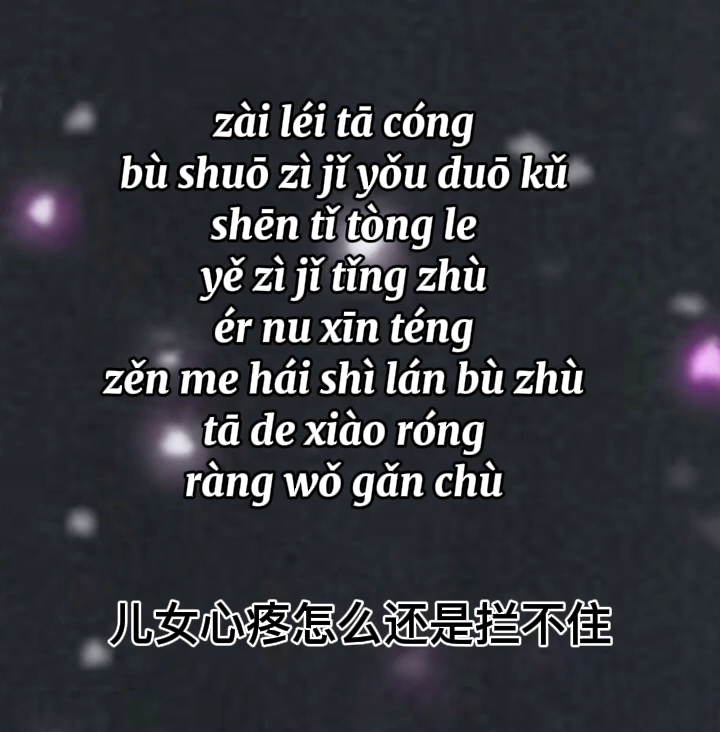 zài léi tā cóng
bù shuō zì jǐ yǒu duō kǔ
shēn tǐ tòng le
yě zì jǐ tǐng zhù
ér nu xīn téng
zěn me hái shì lán bù zhù
tā de xiào róng
ràng wǒ gǎn chù
儿女心疼怎么还是拦不住